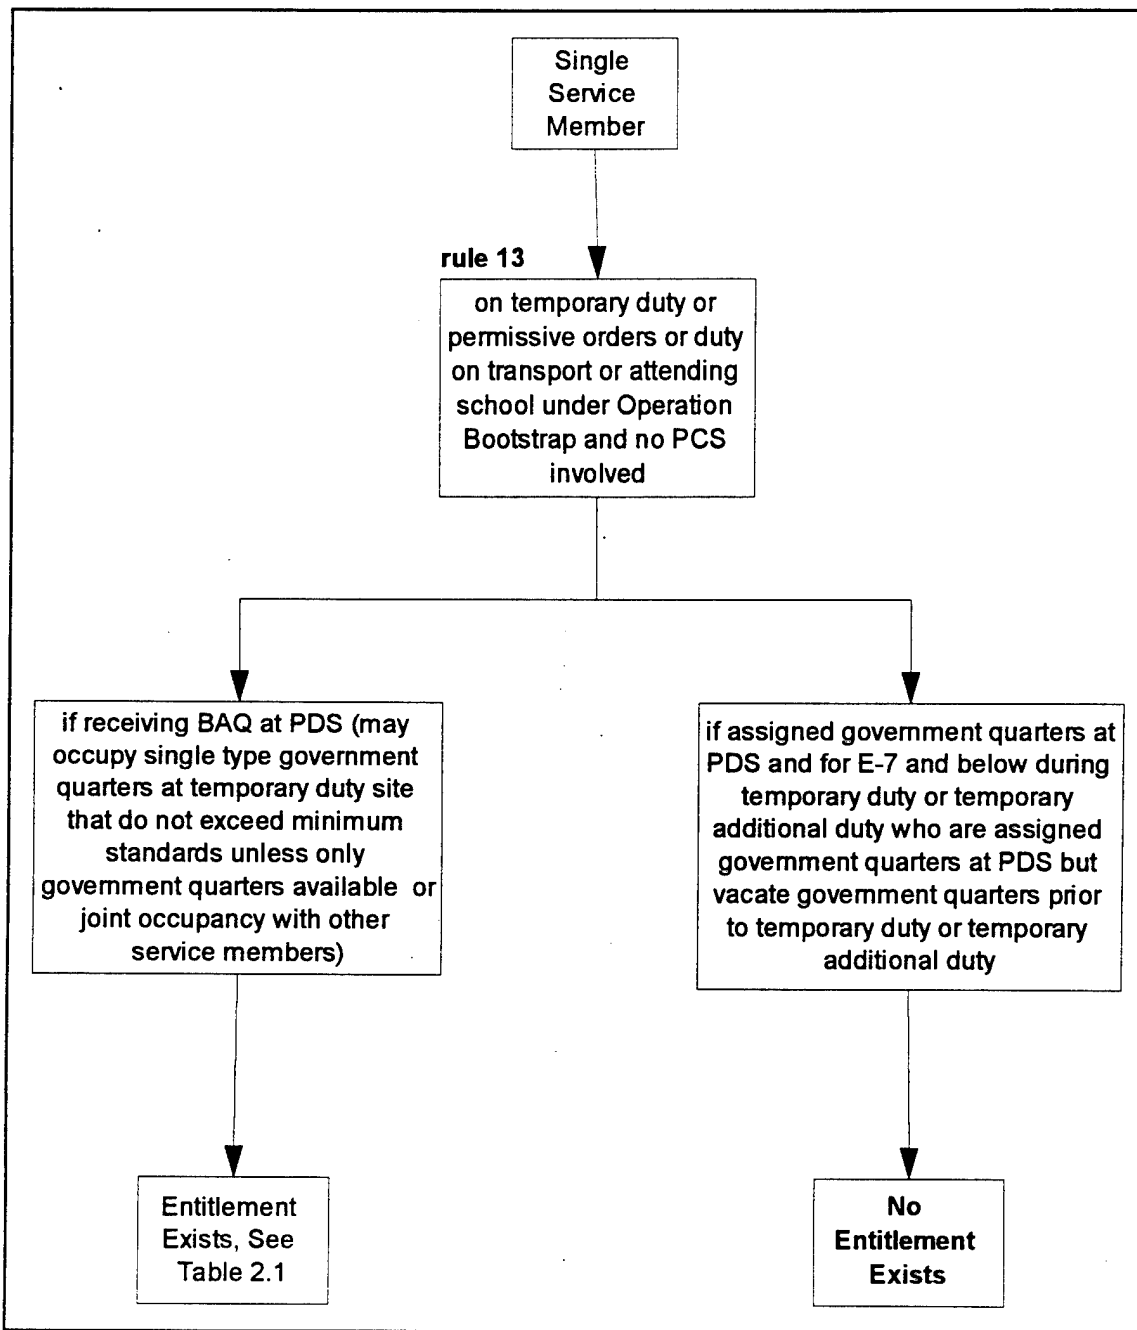 Single
Service
Member
rule 13
on temporary duty or
permissive orders or duty
on transport or attending
school under Operation
Bootstrap and no PCS
involved
if receiving BAQ at PDS (may
occupy single type government
quarters at temporary duty site
that do not exceed minimum
standards unless only
government quarters available or
joint occupancy with other
service members)
if assigned government quarters at
PDS and for E-7 and below during
temporary duty or temporary
additional duty who are assigned
government quarters at PDS but
vacate government quarters prior
to temporary duty or temporary
additional duty
Entitlement
Exists, See
Table 2.1
No
Entitlement
Exists